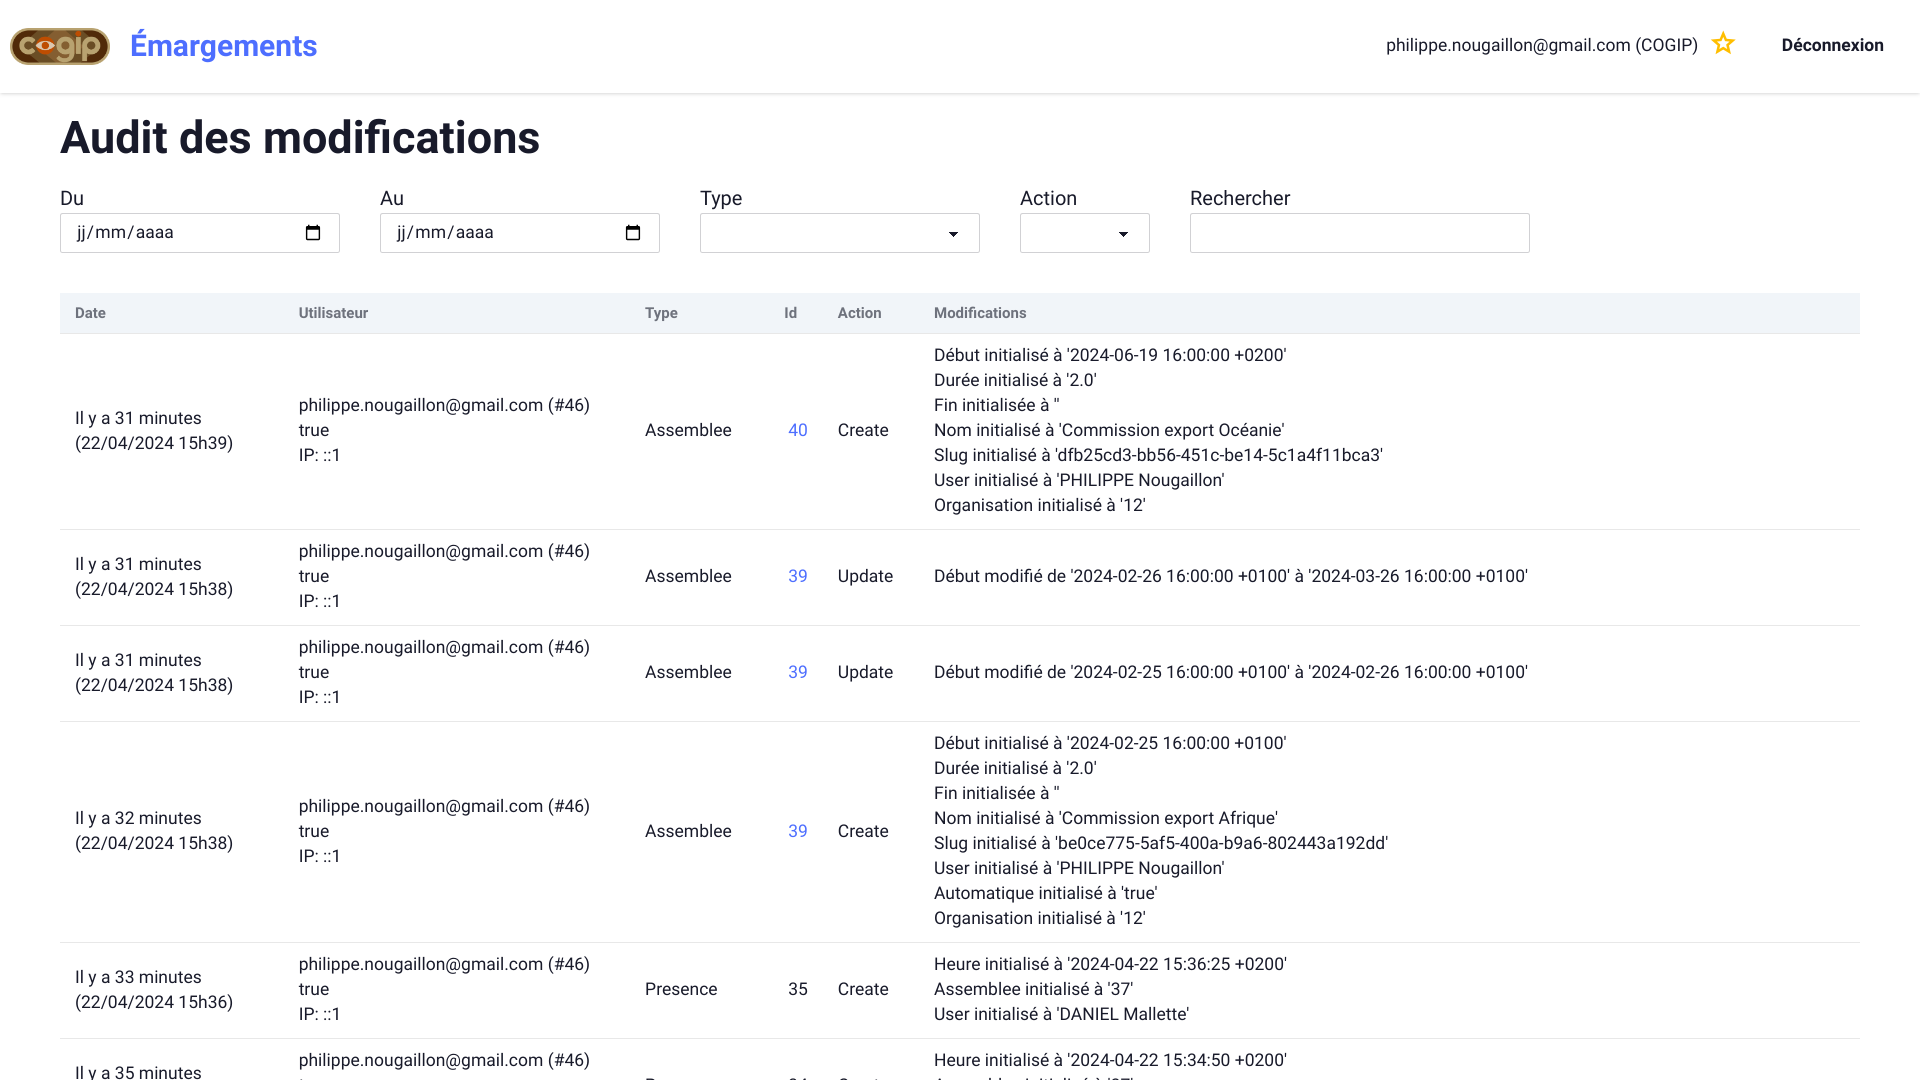 cogip
Émargements
philippe.nougaillon@gmail.com (COGIP)
Déconnexion
Audit des modifications
Du
Au
Type
Action
Rechercher
jj/mm/aaaa
jj/mm/aaaa
Date Utilisateur Type Id Action Modifications
Il y a 31 minutes
(22/04/2024 15h39)
philippe.nougaillon@gmail.com (#46)
true
IP: ::1
Assemblee
40
Create
Début initialisé à '2024-06-19 16:00:00 +0200'
Durée initialisé à '2.0'
Fin initialisée à ''
Nom initialisé à 'Commission export Océanie'
Slug initialisé à 'dfb25cd3-bb56-451c-be14-5c1a4f11bca3'
User initialisé à 'PHILIPPE Nougaillon'
Organisation initialisé à '12'
Il y a 31 minutes
(22/04/2024 15h38)
philippe.nougaillon@gmail.com (#46)
true
IP: ::1
Assemblee
39
Update
Début modifié de '2024-02-26 16:00:00 +0100' à '2024-03-26 16:00:00 +0100'
Il y a 31 minutes
(22/04/2024 15h38)
philippe.nougaillon@gmail.com (#46)
true
IP: ::1
Assemblee
39
Update
Début modifié de '2024-02-25 16:00:00 +0100' à '2024-02-26 16:00:00 +0100'
Il y a 32 minutes
(22/04/2024 15h38)
philippe.nougaillon@gmail.com (#46)
true
IP: ::1
Assemblee
39
Create
Début initialisé à '2024-02-25 16:00:00 +0100'
Durée initialisé à '2.0'
Fin initialisée à ''
Nom initialisé à 'Commission export Afrique'
Slug initialisé à 'be0ce775-5af5-400a-b9a6-802443a192dd'
User initialisé à 'PHILIPPE Nougaillon'
Automatique initialisé à 'true'
Organisation initialisé à '12'
Il y a 33 minutes
(22/04/2024 15h36)
philippe.nougaillon@gmail.com (#46)
true
IP: ::1
Presence
35
Create
Heure initialisé à '2024-04-22 15:36:25 +0200'
Assemblee initialisé à '37'
User initialisé à 'DANIEL Mallette'
Il y a 35 minutes
philippe.nougaillon@gmail.com (#46)
Heure initialisé à '2024-04-22 15:34:50 +0200'